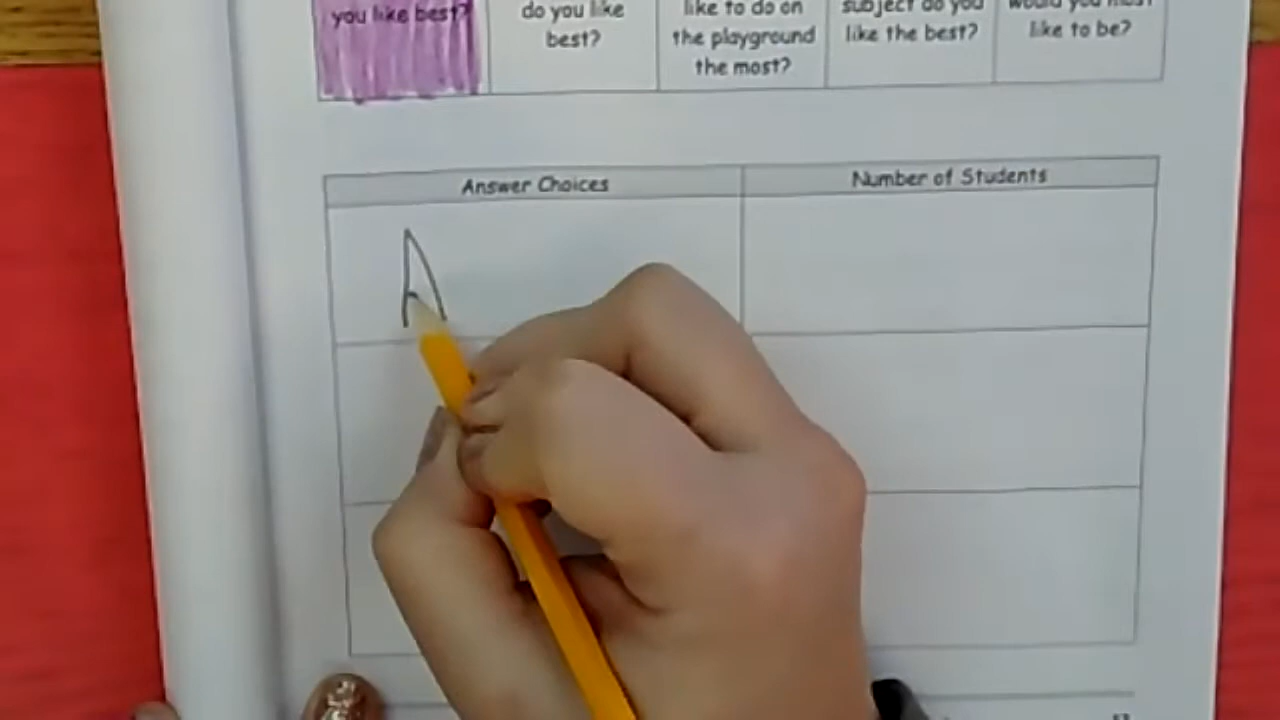 you like best?
do you like
best?
like to do on
the playground
the most?
subject do you
like the best?
would you most
like to be?
Answer Choices
Number of Students
A